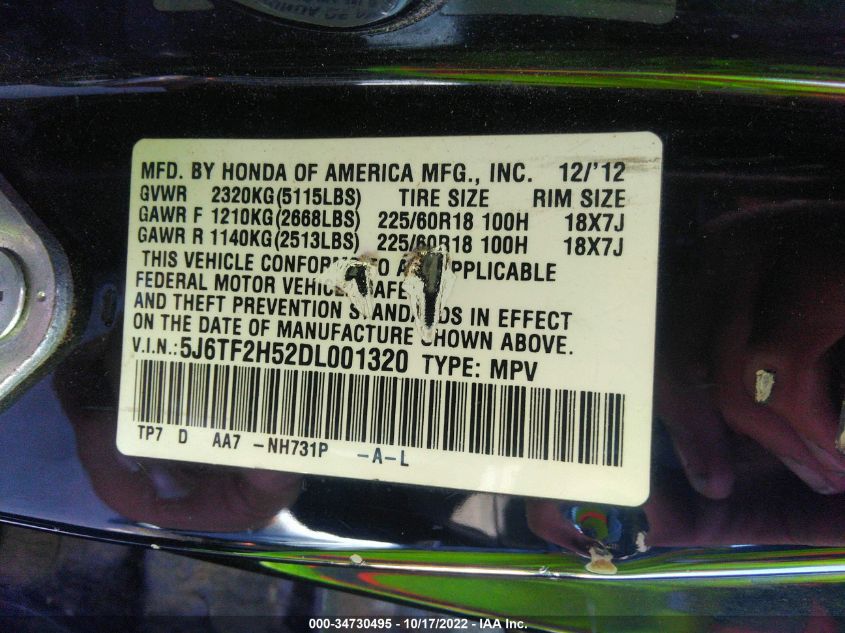 MFD. BY HONDA OF AMERICA MFG., INC. 12/'12
GVWR 2320KG(5115LBS) TIRE SIZE RIM SIZE
GAWR F 1210KG(2668LBS) 225/60R18 100H 18X7J
GAWR R 1140KG(2513LBS) 225/60R18 100H 18X7J
THIS VEHICLE TO APPLICABLE
FEDERAL MOTOR
AND THEFT PREVENTION IN EFFECT
ON THE DATE OF MANUFACTURE SHOWN ABOVE.
V.I.N.: 5J6TF2H52DL001320 TYPE: MPV
TP7 D AA7 -NH731P -A-L
000-34730495 - 10/17/2022 - IAA Inc.